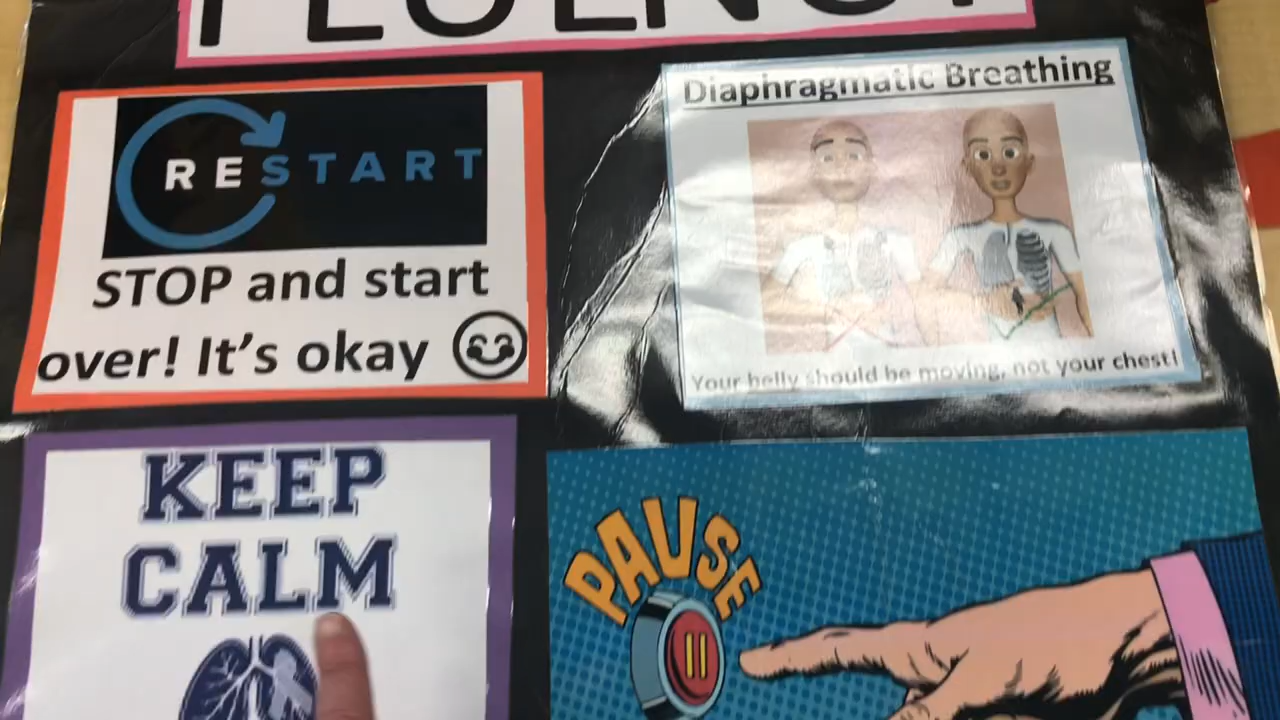 FLUENCY
RESTART
STOP and start
over! It's okay
Diaphragmatic Breathing
Your belly should be moving, not your chest!
KEEP
CALM
PAUSE